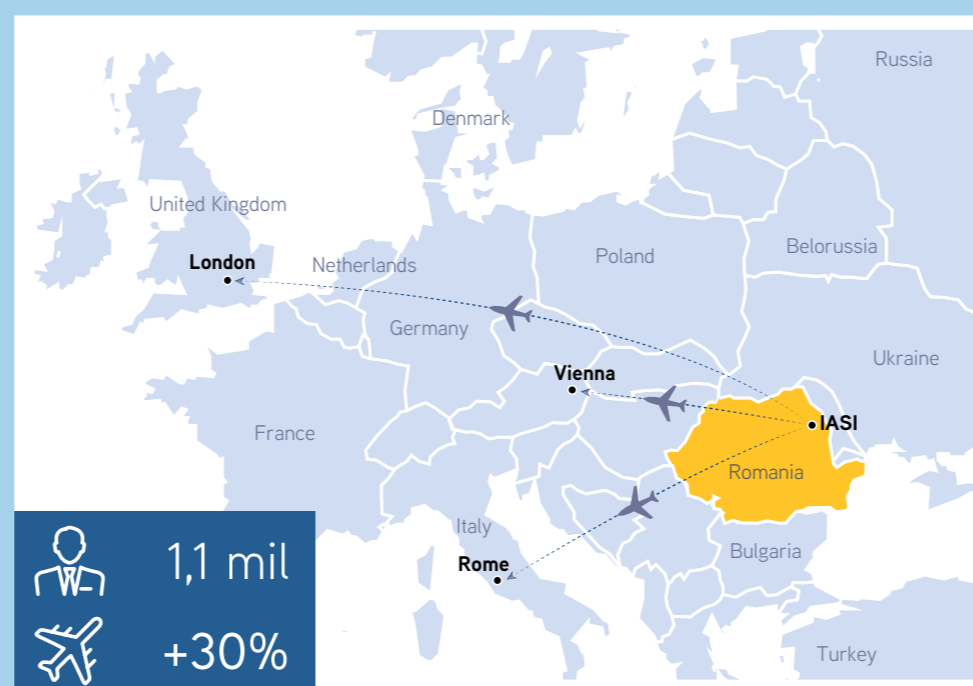 Russia
Denmark
United Kingdom
London
Netherlands
Poland
Belorussia
Germany
Ukraine
Vienna
IASI
France
Romania
Italy
Bulgaria
Rome
Turkey
1,1 mil
+30%